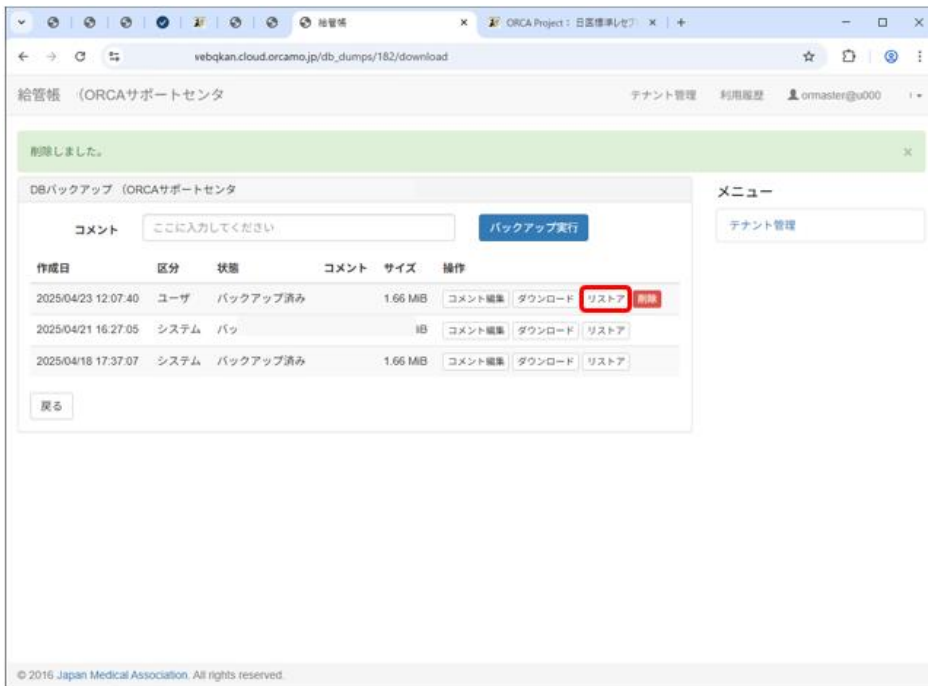 給管帳
ORCA Project： 日医標準レセプ
vebqkan.cloud.orcamo.jp/db_dumps/182/download
給管帳 （ORCAサポートセンタ
テナント管理 利用履歴 ormaster@u000
削除しました。 ×
DBバックアップ （ORCAサポートセンタ
メニュー
コメント ここに入力してください バックアップ実行
テナント管理
作成日 区分 状態 コメント サイズ 操作
2025/04/23 12:07:40 ユーザ バックアップ済み 1.66 MiB コメント編集 ダウンロード リストア 削除
2025/04/21 16:27:05 システム バッ iB コメント編集 ダウンロード リストア
2025/04/18 17:37:07 システム バックアップ済み 1.66 MiB コメント編集 ダウンロード リストア
戻る
© 2016 Japan Medical Association. All rights reserved.